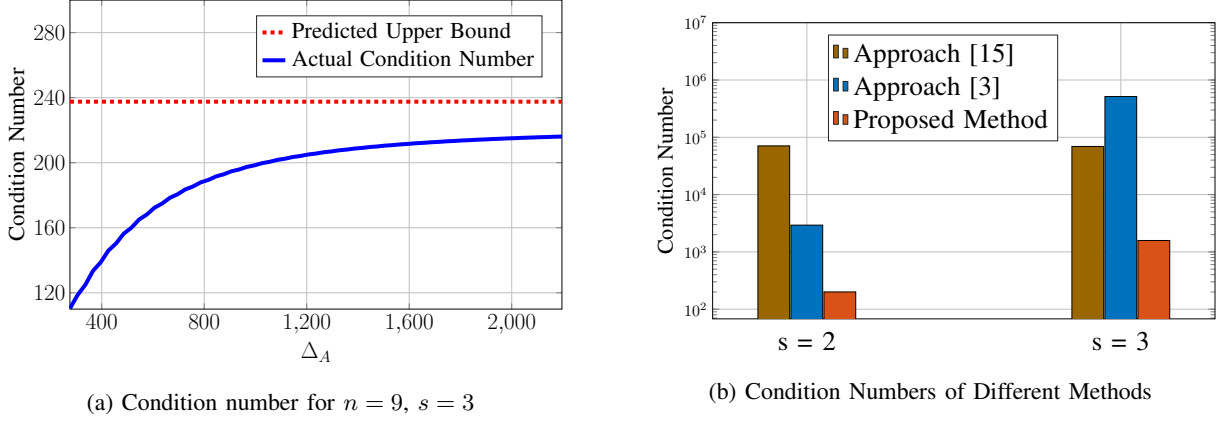 280
240
200
160
120
Condition Number
Predicted Upper Bound
Actual Condition Number
400 800 1,200 1,600 2,000
Δ_A
(a) Condition number for n = 9, s = 3
10^7
10^6
10^5
10^4
10^3
10^2
Condition Number
Approach [15]
Approach [3]
Proposed Method
s = 2 s = 3
(b) Condition Numbers of Different Methods